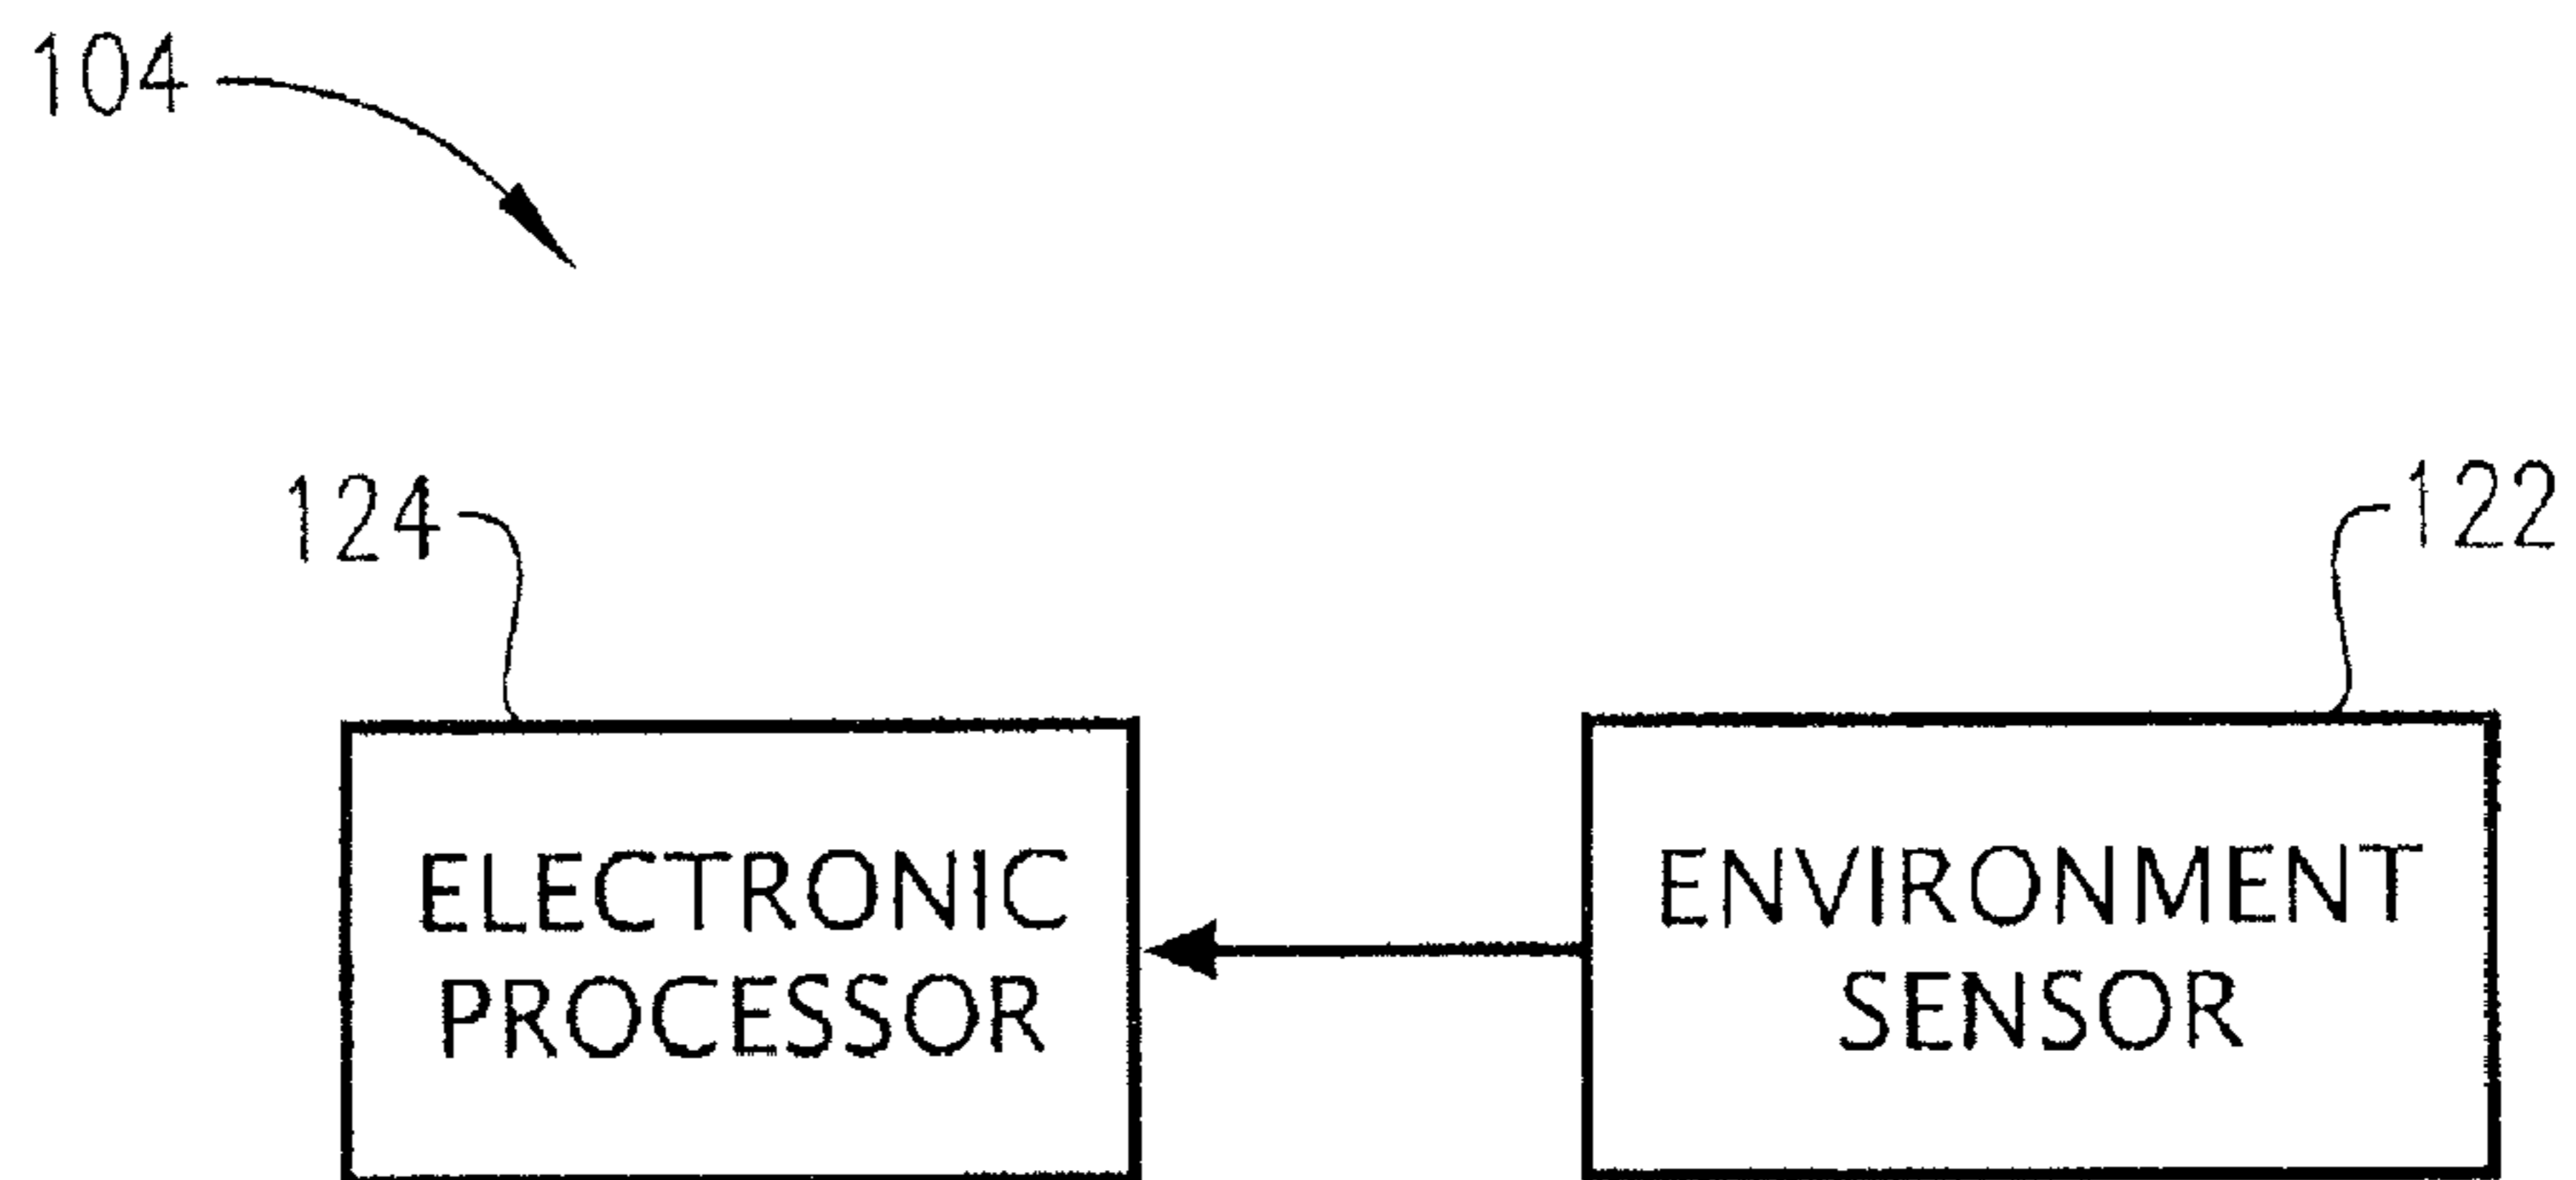 104
124
122
ELECTRONIC
PROCESSOR
ENVIRONMENT
SENSOR